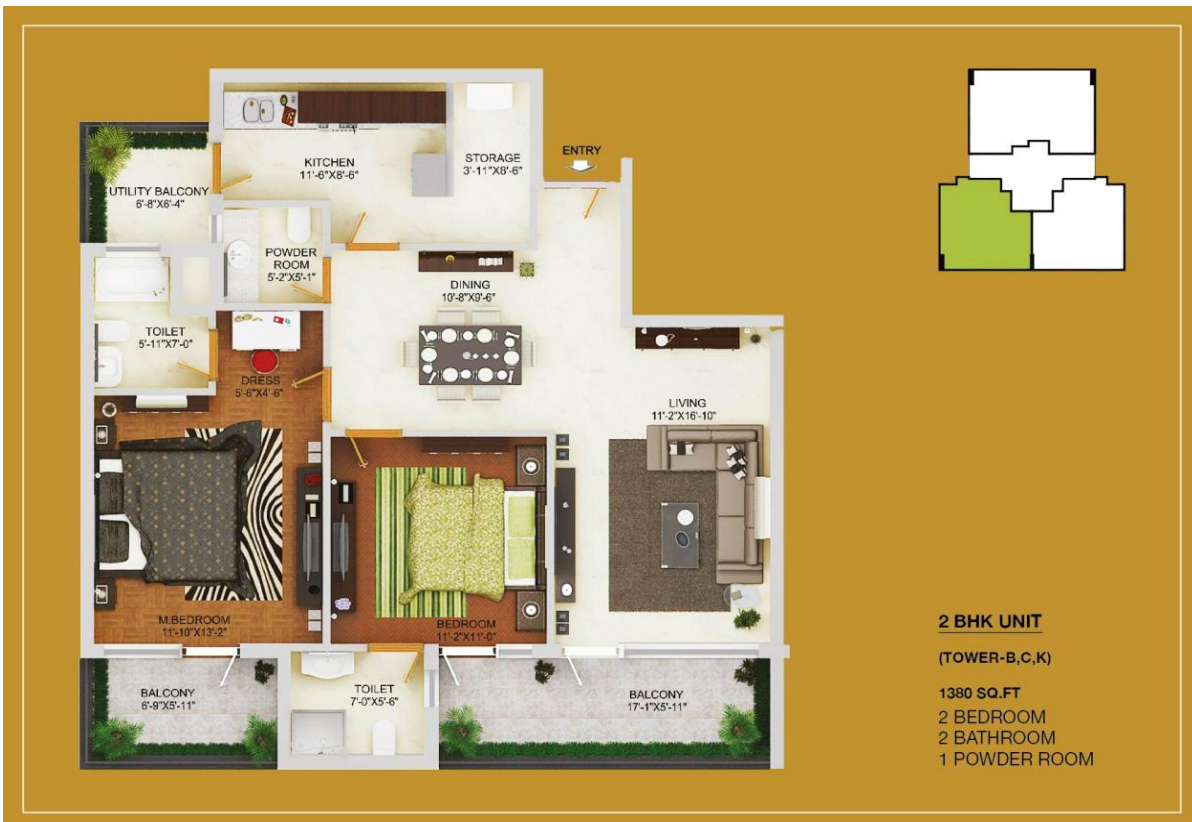 ENTRY
KITCHEN
11'-6"X8'-6"
STORAGE
3'-11"X8'-6"
UTILITY BALCONY
6'-8"X6'-4"
POWDER
ROOM
5'-2"X5'-1"
DINING
10'-8"X9'-6"
TOILET
5'-11"X7'-0"
DRESS
5'-6"X4'-6"
LIVING
11'-2"X16'-10"
M.BEDROOM
11'-10"X13'-2"
BEDROOM
11'-2"X11'-0"
BALCONY
6'-9"X5'-11"
TOILET
7'-0"X5'-6"
BALCONY
17'-1"X5'-11"
2 BHK UNIT
(TOWER-B,C,K)
1380 SQ.FT
2 BEDROOM
2 BATHROOM
1 POWDER ROOM